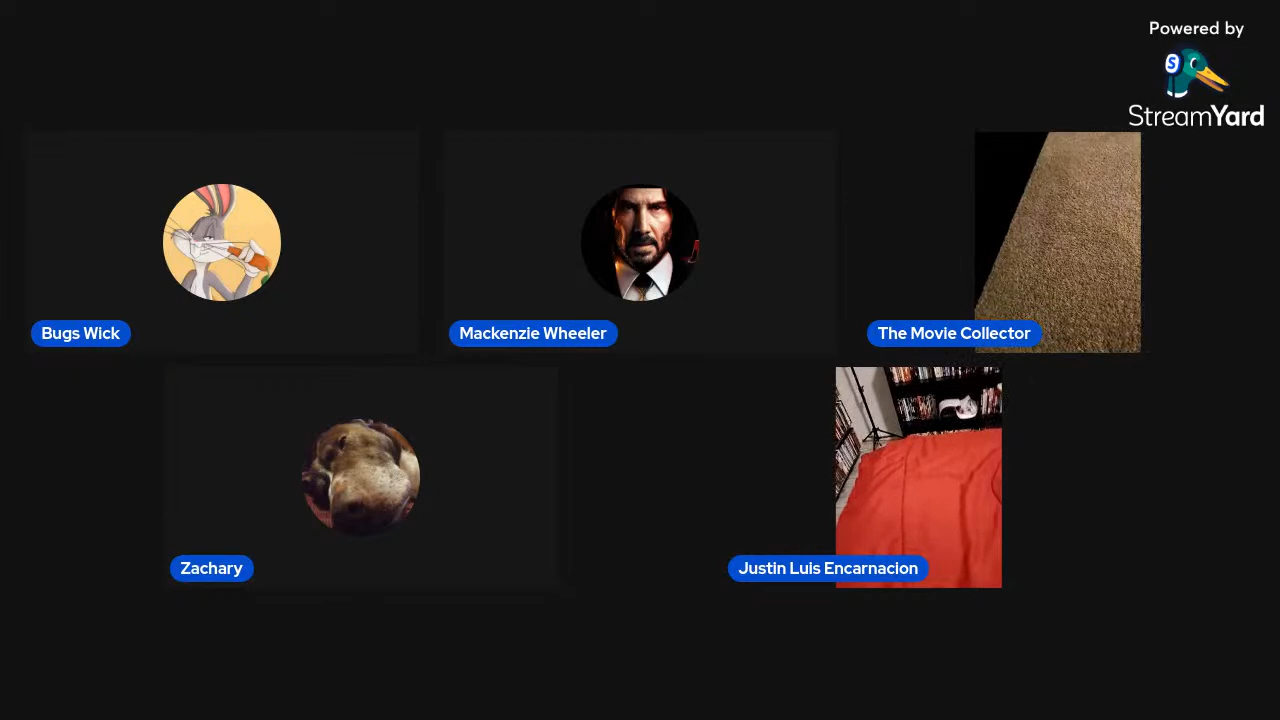 Powered by
StreamYard
Bugs Wick
Mackenzie Wheeler
The Movie Collector
Zachary
Justin Luis Encarnacion